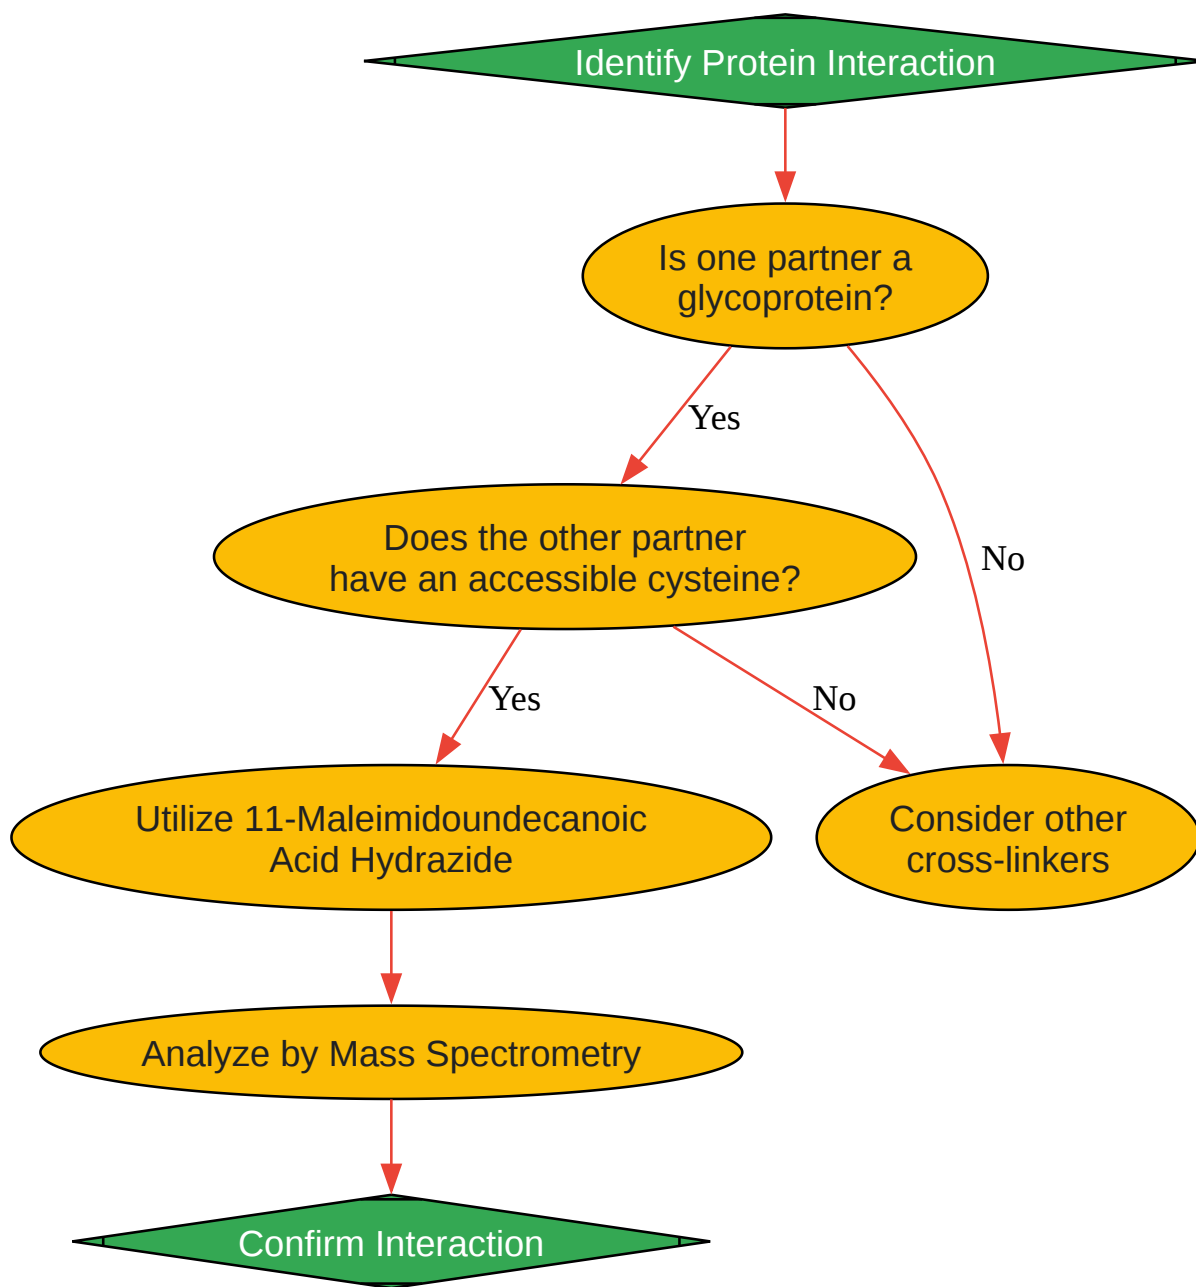 Identify Protein Interaction
Is one partner a
glycoprotein?
Yes
No
Does the other partner
have an accessible cysteine?
Yes
No
Utilize 11-Maleimidoundecanoic
Acid Hydrazide
Consider other
cross-linkers
Analyze by Mass Spectrometry
Confirm Interaction